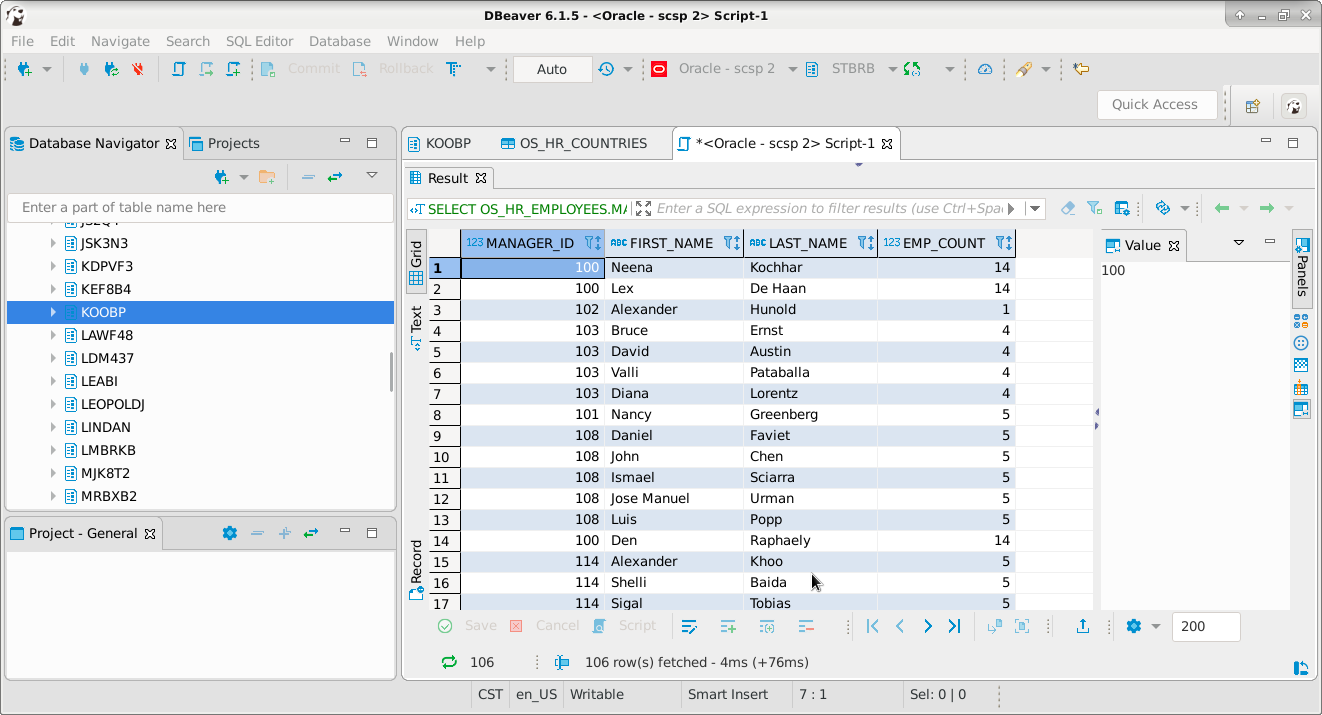 DBeaver 6.1.5 - <Oracle - scsp 2> Script-1
File Edit Navigate Search SQL Editor Database Window Help
Commit Rollback Auto Oracle - scsp 2 STBRB
Quick Access
Database Navigator Projects
Enter a part of table name here
JSK3N3
KDPVF3
KEF8B4
KOOBP
LAWF48
LDM437
LEABI
LEOPOLDJ
LINDAN
LMBRKB
MJK8T2
MRBXB2
Project - General
KOOBP OS_HR_COUNTRIES *<Oracle - scsp 2> Script-1
Result
SELECT OS_HR_EMPLOYEES.MA Enter a SQL expression to filter results (use Ctrl+Spac
Grid
Text
Record
123 MANAGER_ID ABC FIRST_NAME ABC LAST_NAME 123 EMP_COUNT
1 100 Neena Kochhar 14
2 100 Lex De Haan 14
3 102 Alexander Hunold 1
4 103 Bruce Ernst 4
5 103 David Austin 4
6 103 Valli Pataballa 4
7 103 Diana Lorentz 4
8 101 Nancy Greenberg 5
9 108 Daniel Faviet 5
10 108 John Chen 5
11 108 Ismael Sciarra 5
12 108 Jose Manuel Urman 5
13 108 Luis Popp 5
14 100 Den Raphaely 14
15 114 Alexander Khoo 5
16 114 Shelli Baida 5
17 114 Sigal Tobias 5
Value
100
Panels
Save Cancel Script 200
106 106 row(s) fetched - 4ms (+76ms)
CST en_US Writable Smart Insert 7 : 1 Sel: 0 | 0